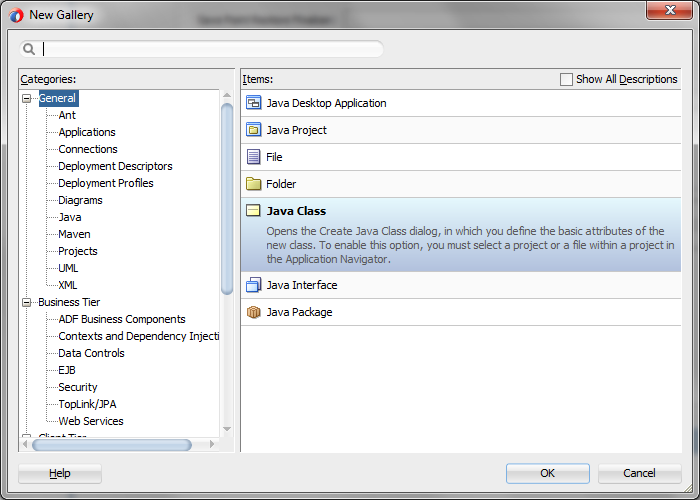 New Gallery
Categories:
General
Ant
Applications
Connections
Deployment Descriptors
Deployment Profiles
Diagrams
Java
Maven
Projects
UML
XML
Business Tier
ADF Business Components
Contexts and Dependency Injecti
Data Controls
EJB
Security
TopLink/JPA
Web Services
Client Tier
Items:
Show All Descriptions
Java Desktop Application
Java Project
File
Folder
Java Class
Opens the Create Java Class dialog, in which you define the basic attributes of the
new class. To enable this option, you must select a project or a file within a project in
the Application Navigator.
Java Interface
Java Package
Help
OK
Cancel